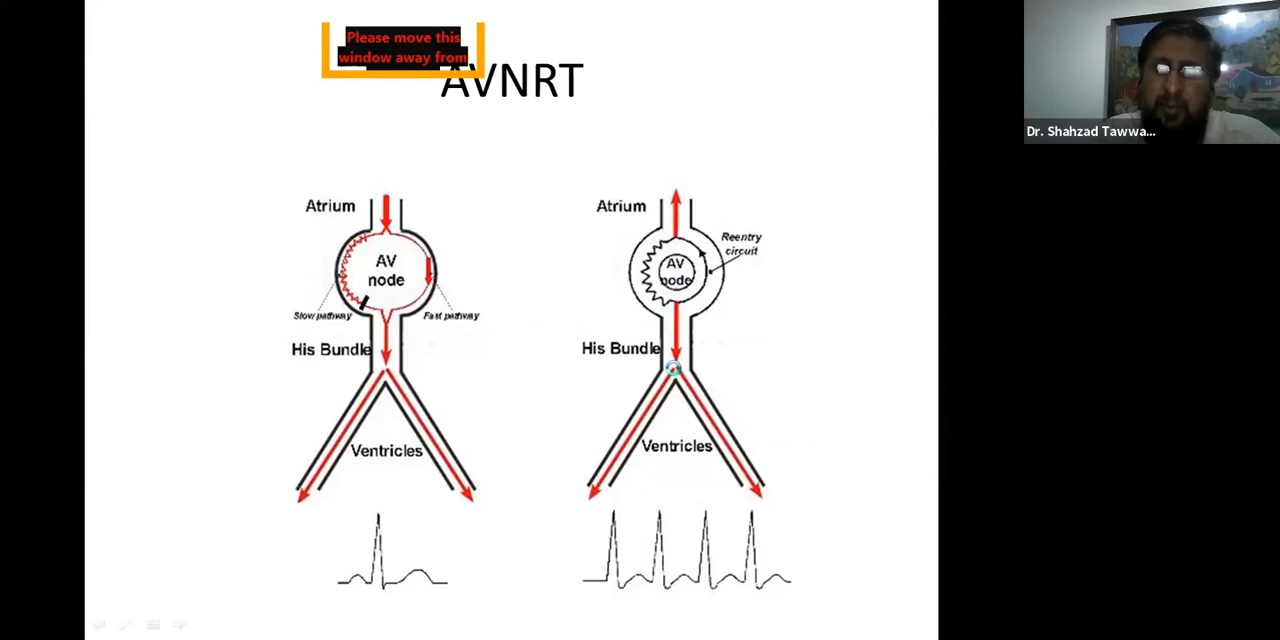 Please move this
window away from
AVNRT
Dr. Shahzad Tawwa...
Atrium
AV
node
Slow pathway
Fast pathway
His Bundle
Ventricles
Atrium
Reentry
circuit
AV
node
His Bundle
Ventricles